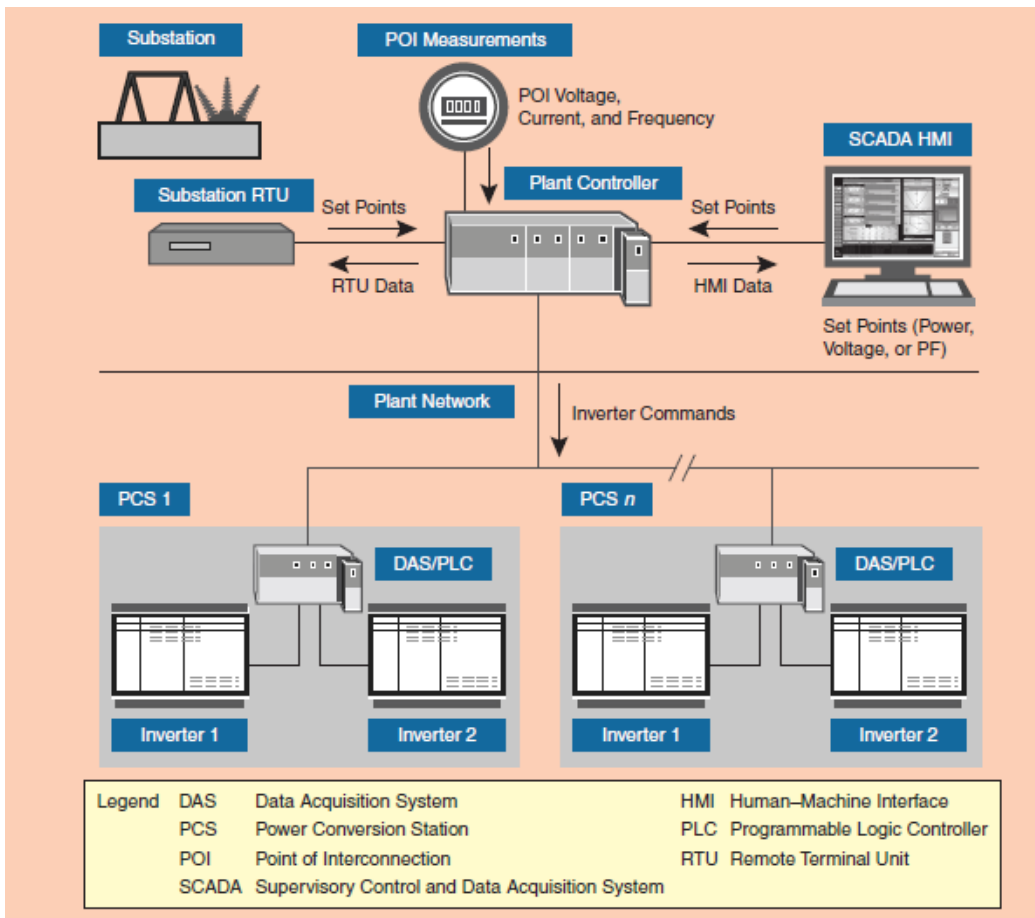 Substation
POI Measurements
POI Voltage,
Current, and Frequency
SCADA HMI
Substation RTU
Plant Controller
Set Points
RTU Data
Set Points
HMI Data
Set Points (Power,
Voltage, or PF)
Plant Network
Inverter Commands
PCS 1
DAS/PLC
Inverter 1
Inverter 2
PCS n
DAS/PLC
Inverter 1
Inverter 2
Legend DAS Data Acquisition System
PCS Power Conversion Station
POI Point of Interconnection
SCADA Supervisory Control and Data Acquisition System
HMI Human–Machine Interface
PLC Programmable Logic Controller
RTU Remote Terminal Unit